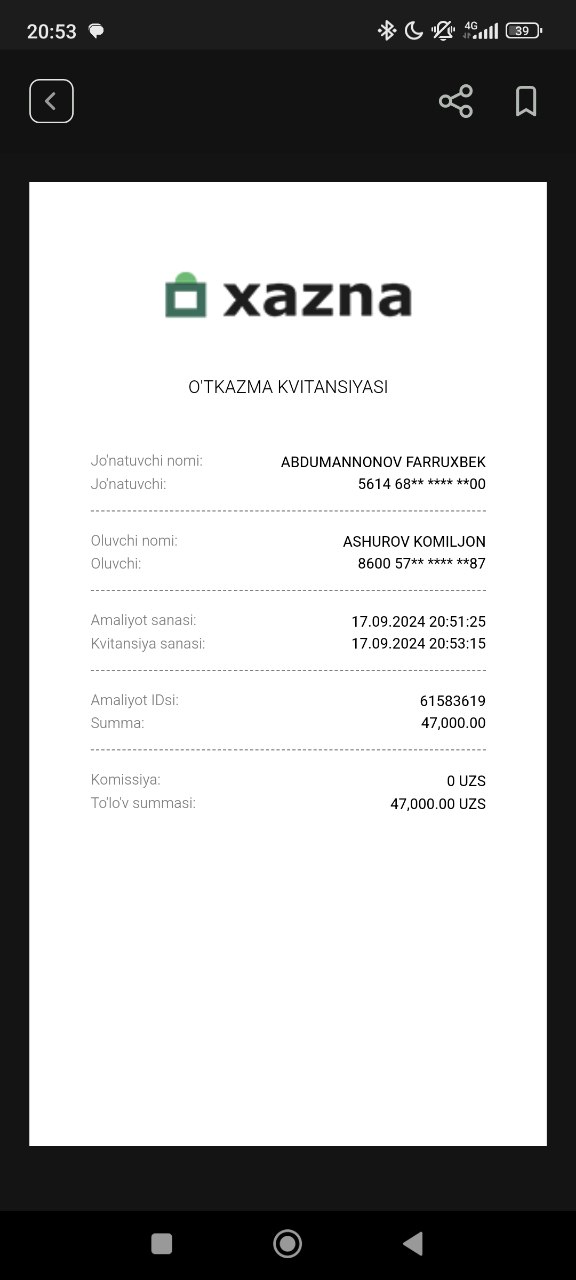 20:53
4G
39
xazna
O'TKAZMA KVITANSIYASI
Jo'natuvchi nomi: ABDUMANNONOV FARRUXBEK
Jo'natuvchi: 5614 68** **** **00
Oluvchi nomi: ASHUROV KOMILJON
Oluvchi: 8600 57** **** **87
Amaliyot sanasi: 17.09.2024 20:51:25
Kvitansiya sanasi: 17.09.2024 20:53:15
Amaliyot IDsi: 61583619
Summa: 47,000.00
Komissiya: 0 UZS
To'lo'v summasi: 47,000.00 UZS